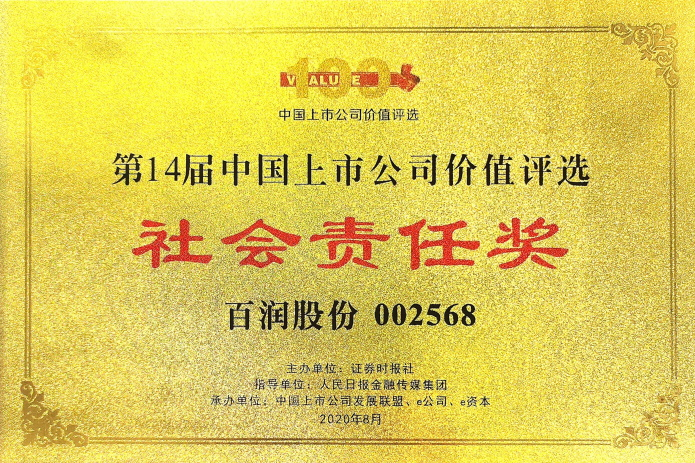 100
VALUE
中国上市公司价值评选
第14届中国上市公司价值评选
社会责任奖
百润股份 002568
主办单位：证券时报社
指导单位：人民日报金融传媒集团
承办单位：中国上市公司发展联盟、e公司、e资本
2020年8月